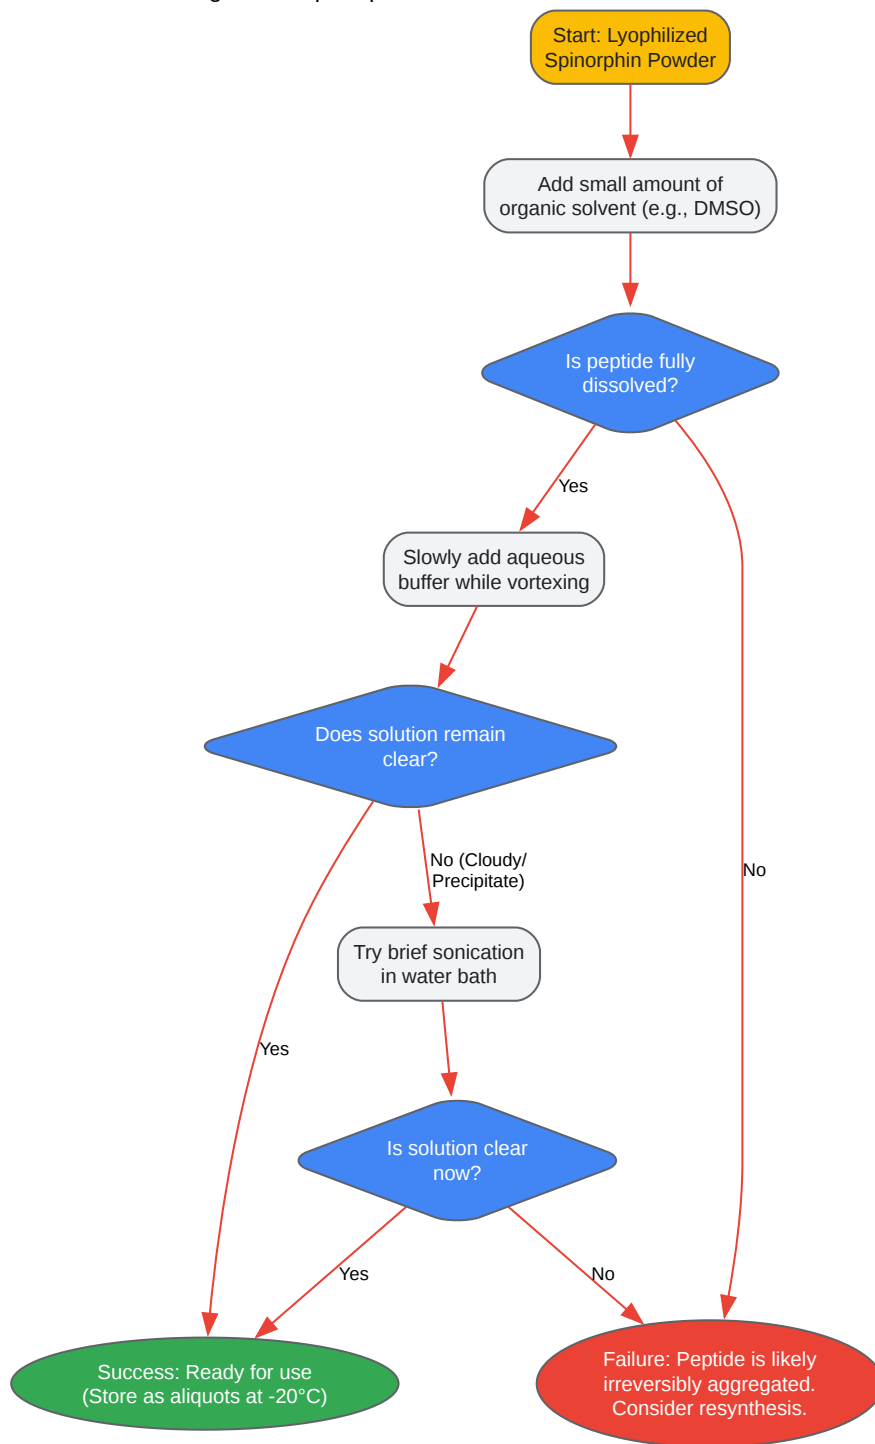 Start: Lyophilized
Spinorphin Powder
Add small amount of
organic solvent (e.g., DMSO)
Is peptide fully
dissolved?
Yes
Slowly add aqueous
buffer while vortexing
Does solution remain
clear?
No (Cloudy/
Precipitate)
No
Try brief sonication
in water bath
Yes
Is solution clear
now?
Yes
No
Success: Ready for use
(Store as aliquots at -20°C)
Failure: Peptide is likely
irreversibly aggregated.
Consider resynthesis.